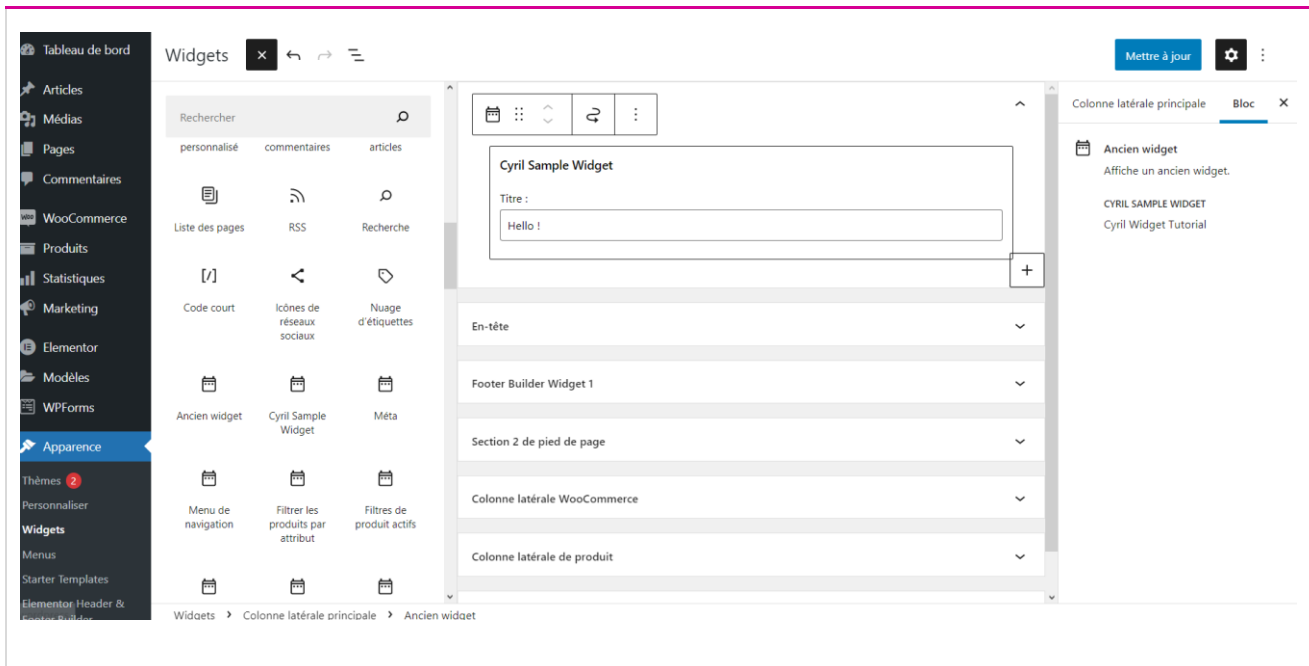 Tableau de bord
Articles
Médias
Pages
Commentaires
WooCommerce
Produits
Statistiques
Marketing
Elementor
Modèles
WPForms
Apparence
Thèmes 2
Personnaliser
Widgets
Menus
Starter Templates
Elementor Header &
Footer Builder
Widgets
Mettre à jour
Rechercher
personnalisé
commentaires
articles
Liste des pages
RSS
Recherche
[/]
Code court
Icônes de
réseaux
sociaux
Nuage
d'étiquettes
Ancien widget
Cyril Sample
Widget
Méta
Menu de
navigation
Filtrer les
produits par
attribut
Filtres de
produit actifs
Cyril Sample Widget
Titre :
Hello !
En-tête
Footer Builder Widget 1
Section 2 de pied de page
Colonne latérale WooCommerce
Colonne latérale de produit
Colonne latérale principale
Bloc
Ancien widget
Affiche un ancien widget.
CYRIL SAMPLE WIDGET
Cyril Widget Tutorial
Widgets > Colonne latérale principale > Ancien widget